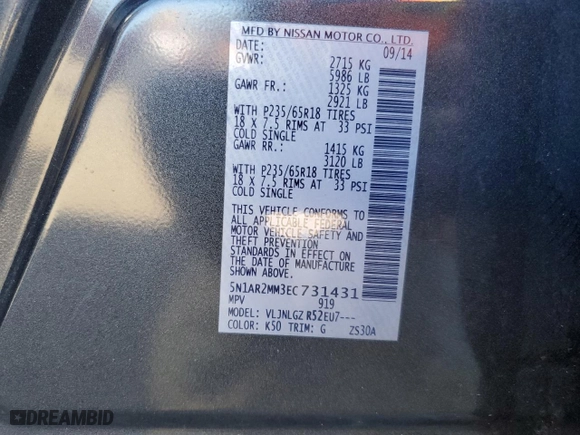 MFD BY NISSAN MOTOR CO., LTD.
DATE: 09/14
GVWR: 2715 KG
5986 LB
GAWR FR.: 1325 KG
2921 LB
WITH P235/65R18 TIRES
18 X 7.5 RIMS AT 33 PSI
COLD SINGLE
GAWR RR.: 1415 KG
3120 LB
WITH P235/65R18 TIRES
18 X 7.5 RIMS AT 33 PSI
COLD SINGLE
THIS VEHICLE CONFORMS TO
ALL APPLICABLE FEDERAL
MOTOR VEHICLE SAFETY AND
THEFT PREVENTION
STANDARDS IN EFFECT ON
THE DATE OF MANUFACTURE
SHOWN ABOVE.
5N1AR2MM3EC731431
MPV 919
MODEL: VLJNLGZ R52EU7---
COLOR: K50 TRIM: G ZS30A
DREAMBID